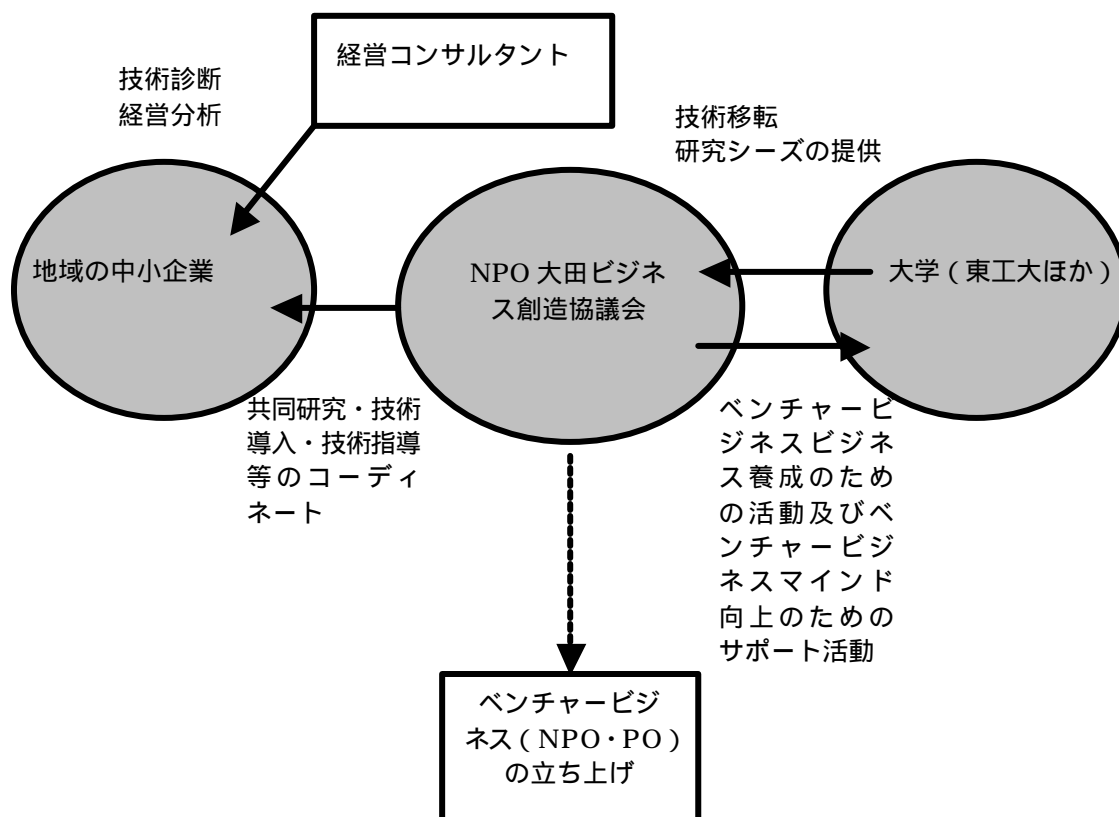 経営コンサルタント
技術診断
経営分析
技術移転
研究シーズの提供
地域の中小企業
NPO 大田ビジネ
ス創造協議会
大学（東工大ほか）
共同研究・技術
導入・技術指導
等のコーディ
ネート
ベンチャービ
ジネスビジネ
ス養成のため
の活動及びベ
ンチャービジ
ネスマインド
向上のための
サポート活動
ベンチャービジ
ネス（NPO・PO）
の立ち上げ